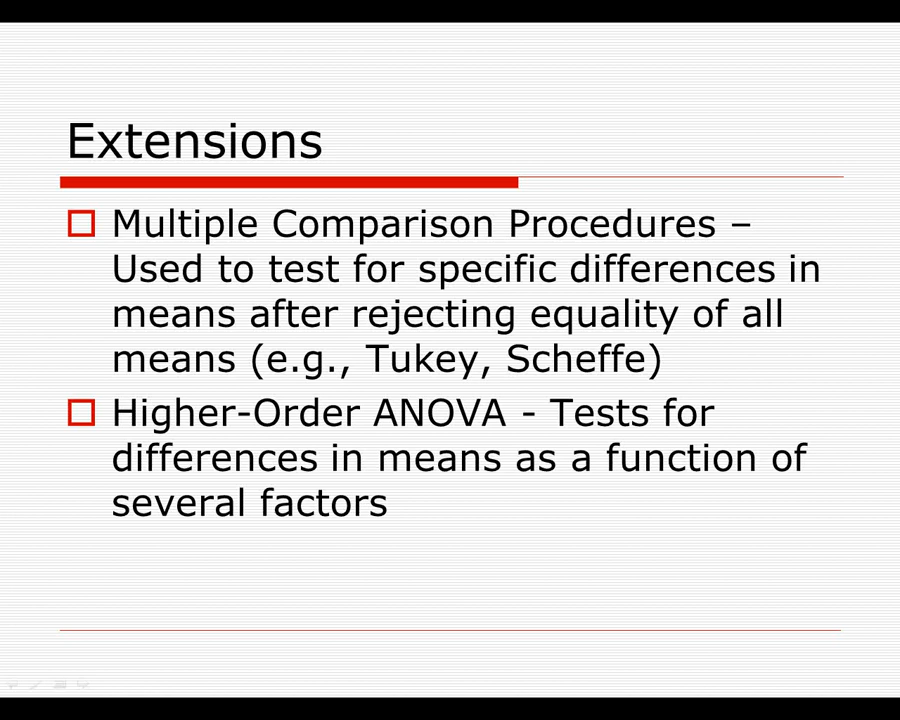 Extensions
Multiple Comparison Procedures –
Used to test for specific differences in
means after rejecting equality of all
means (e.g., Tukey, Scheffe)
Higher-Order ANOVA - Tests for
differences in means as a function of
several factors